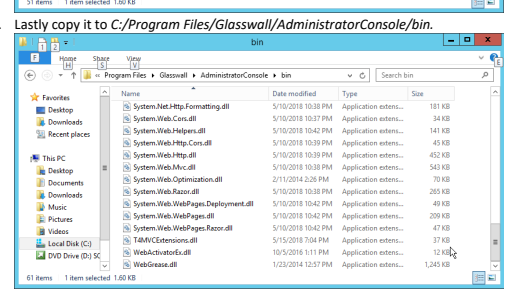 51 items 1 item selected 1.60 KB
Lastly copy it to C:/Program Files/Glasswall/AdministratorConsole/bin.
bin
1 2
F Home Share View
H S V E
« Program Files Glasswall AdministratorConsole bin Search bin
Name Date modified Type Size
Favorites
Desktop
Downloads
Recent places
This PC
Desktop
Documents
Downloads
Music
Pictures
Videos
Local Disk (C:)
DVD Drive (D:) SC
System.Net.Http.Formatting.dll 5/10/2018 10:38 PM Application extens... 181 KB
System.Web.Cors.dll 5/10/2018 10:37 PM Application extens... 34 KB
System.Web.Helpers.dll 5/10/2018 10:42 PM Application extens... 141 KB
System.Web.Http.Cors.dll 5/10/2018 10:39 PM Application extens... 45 KB
System.Web.Http.dll 5/10/2018 10:39 PM Application extens... 452 KB
System.Web.Mvc.dll 5/10/2018 10:38 PM Application extens... 543 KB
System.Web.Optimization.dll 2/11/2014 2:26 PM Application extens... 70 KB
System.Web.Razor.dll 5/10/2018 10:38 PM Application extens... 265 KB
System.Web.WebPages.Deployment.dll 5/10/2018 10:42 PM Application extens... 49 KB
System.Web.WebPages.dll 5/10/2018 10:42 PM Application extens... 209 KB
System.Web.WebPages.Razor.dll 5/10/2018 10:42 PM Application extens... 47 KB
T4MVCExtensions.dll 5/15/2018 7:04 PM Application extens... 37 KB
WebActivatorEx.dll 10/5/2016 1:11 PM Application extens... 12 KB
WebGrease.dll 1/23/2014 12:57 PM Application extens... 1,245 KB
61 items 1 item selected 1.60 KB